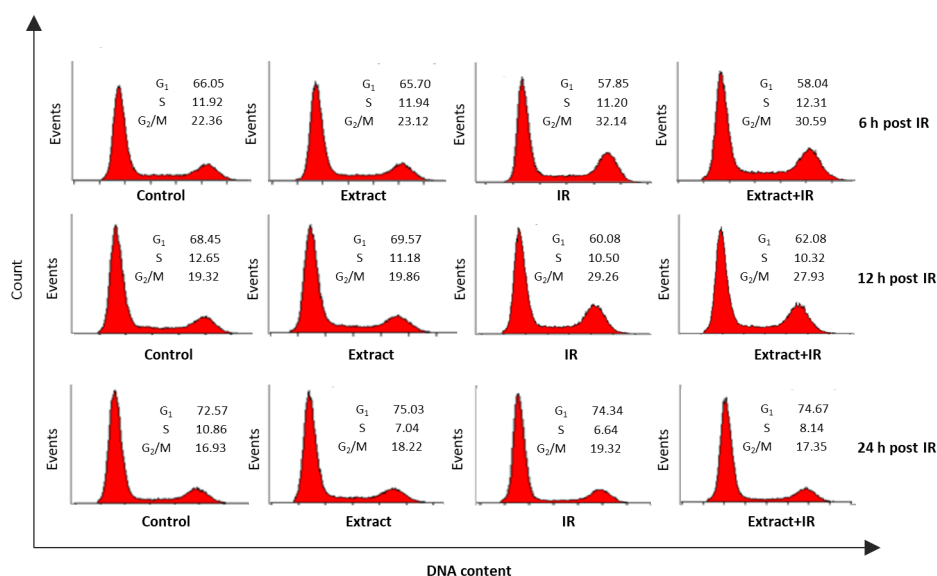 G1 66.05
S 11.92
G2/M 22.36
Events
Control
G1 65.70
S 11.94
G2/M 23.12
Events
Extract
G1 57.85
S 11.20
G2/M 32.14
Events
IR
G1 58.04
S 12.31
G2/M 30.59
Events
Extract+IR
6 h post IR
G1 68.45
S 12.65
G2/M 19.32
Events
Control
G1 69.57
S 11.18
G2/M 19.86
Events
Extract
G1 60.08
S 10.50
G2/M 29.26
Events
IR
G1 62.08
S 10.32
G2/M 27.93
Events
Extract+IR
12 h post IR
G1 72.57
S 10.86
G2/M 16.93
Events
Control
G1 75.03
S 7.04
G2/M 18.22
Events
Extract
G1 74.34
S 6.64
G2/M 19.32
Events
IR
G1 74.67
S 8.14
G2/M 17.35
Events
Extract+IR
24 h post IR
Count
DNA content